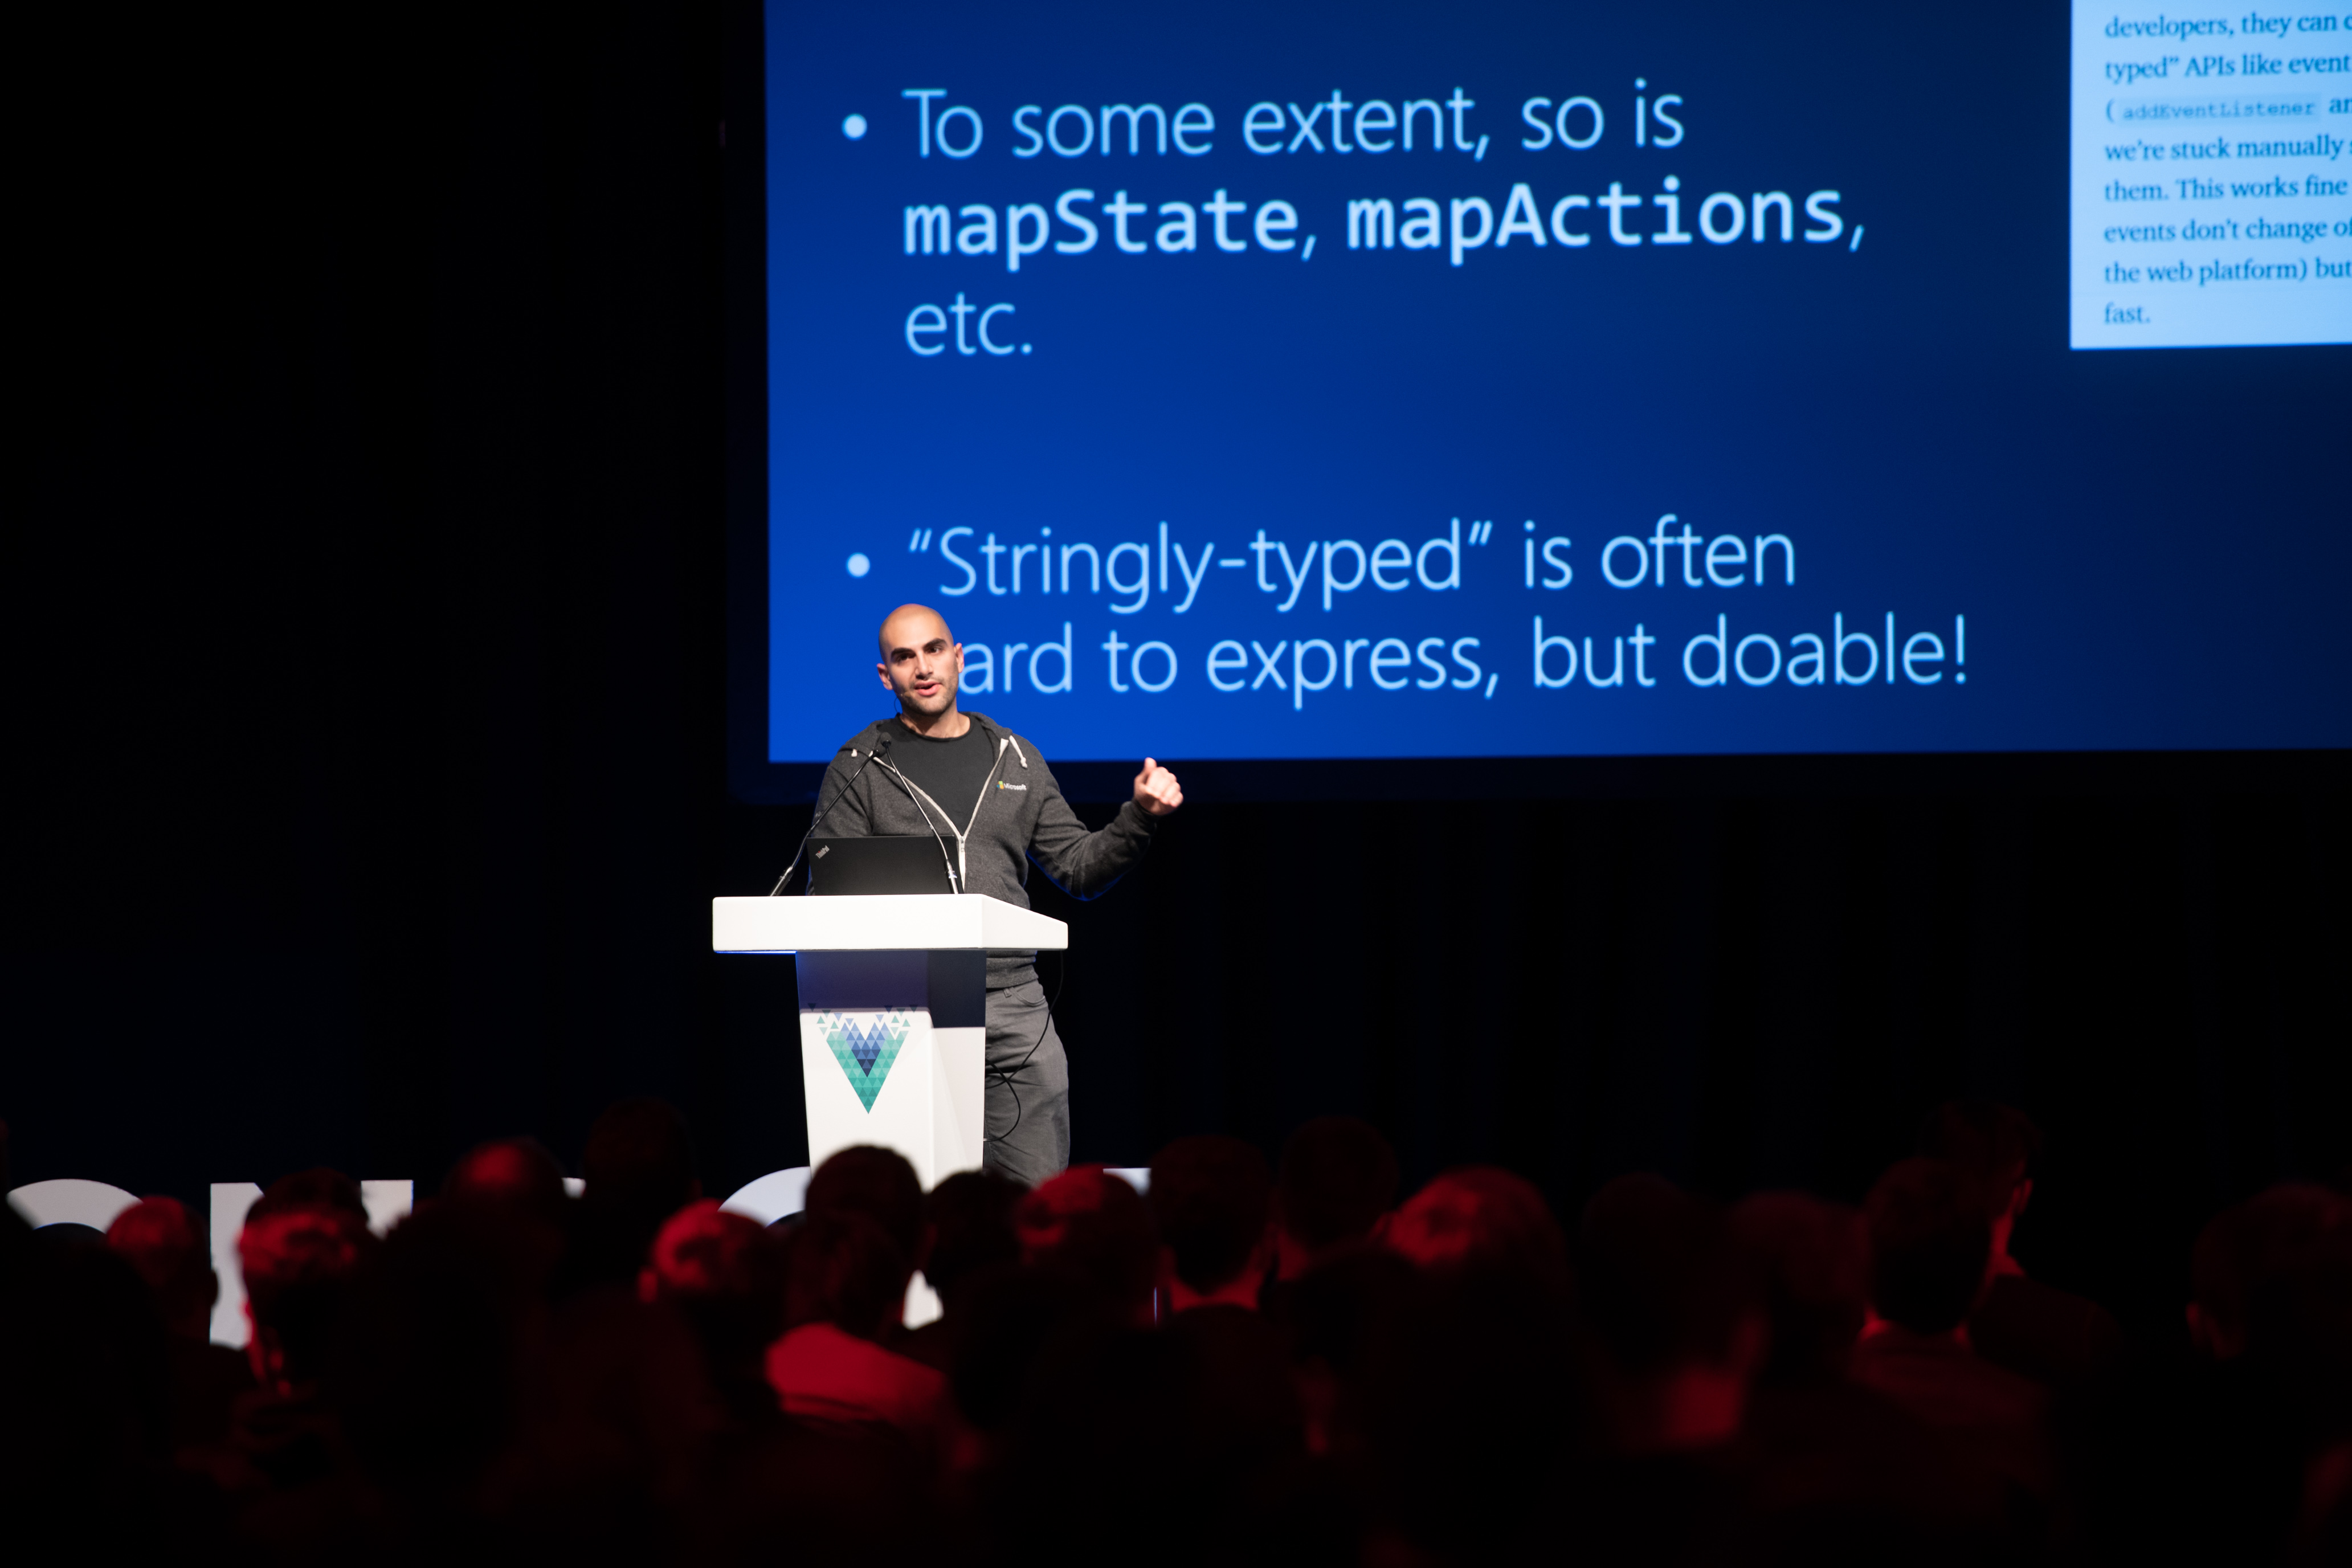 • To some extent, so is
mapState, mapActions,
etc.
• “Stringly-typed” is often
ard to express, but doable!
developers, they can
typed” APIs like event
( addEventListener
we’re stuck manually
them. This works fine
events don’t change
the web platform) but
fast.
Microsoft
ThinkPad